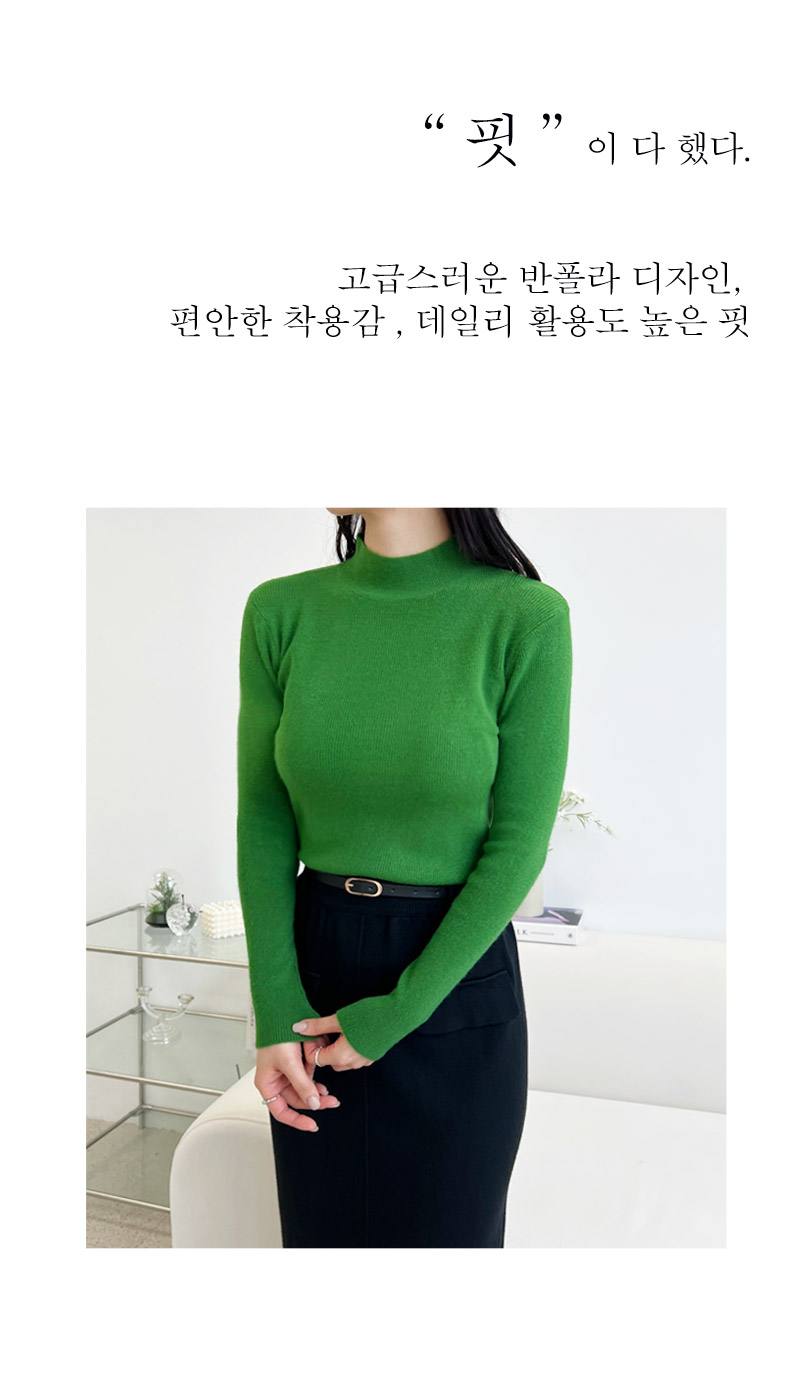 “ 핏 ” 이 다 했다.
고급스러운 반폴라 디자인,
편안한 착용감 , 데일리 활용도 높은 핏